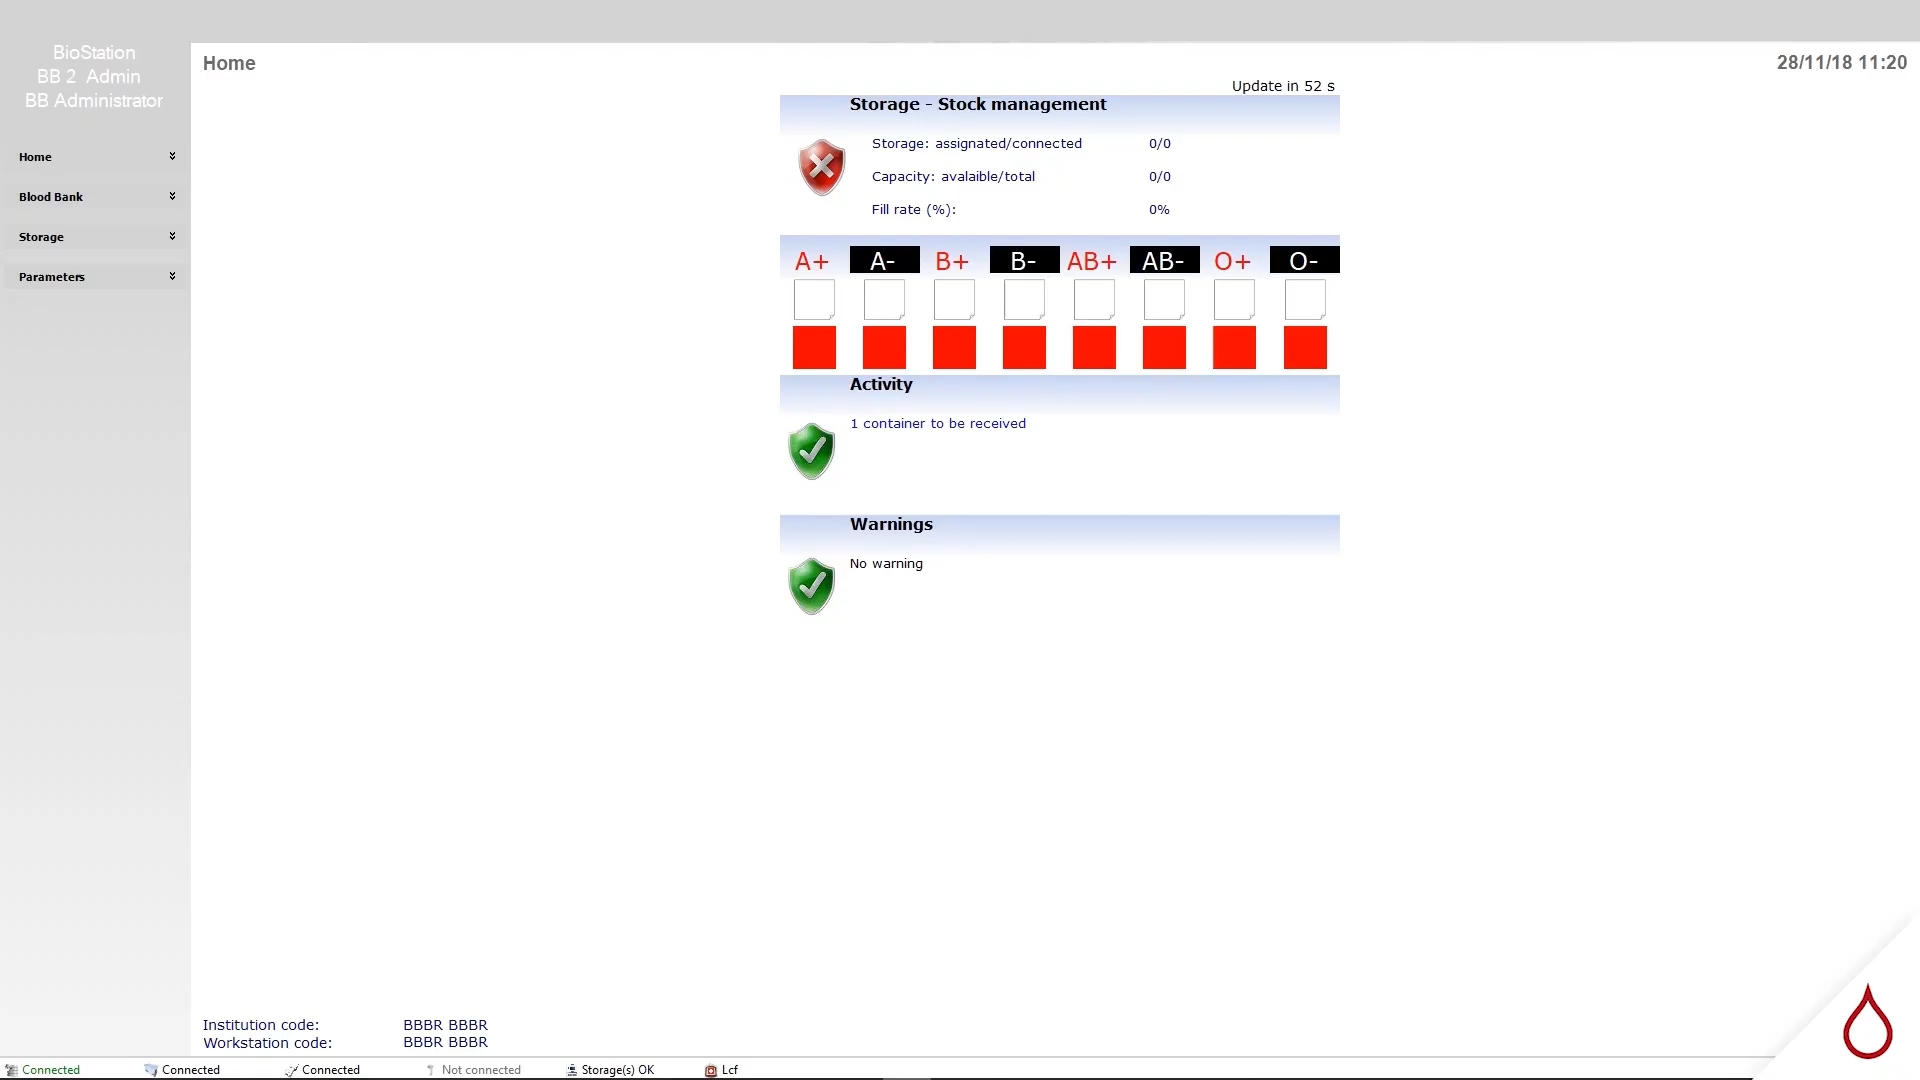 BioStation
BB 2 Admin
BB Administrator
Home
Blood Bank
Storage
Parameters
Home
28/11/18 11:20
Update in 52 s
Storage - Stock management
Storage: assignated/connected 0/0
Capacity: avalaible/total 0/0
Fill rate (%): 0%
A+ A- B+ B- AB+ AB- O+ O-
Activity
1 container to be received
Warnings
No warning
Institution code: BBBR BBBR
Workstation code: BBBR BBBR
Connected Connected Connected Not connected Storage(s) OK Lcf